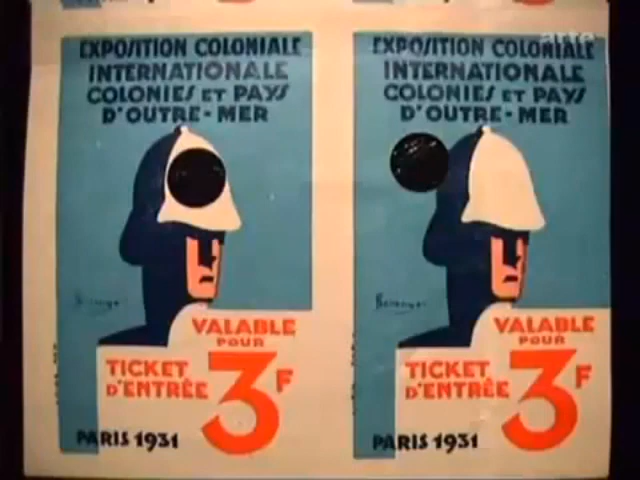 EXPOSITION COLONIALE
INTERNATIONALE
COLONIES ET PAYS
D'OUTRE-MER
VALABLE
POUR
TICKET
D'ENTRÉE
3F
PARIS 1931
EXPOSITION COLONIALE
INTERNATIONALE
COLONIES ET PAYS
D'OUTRE-MER
VALABLE
POUR
TICKET
D'ENTRÉE
3F
PARIS 1931
arte